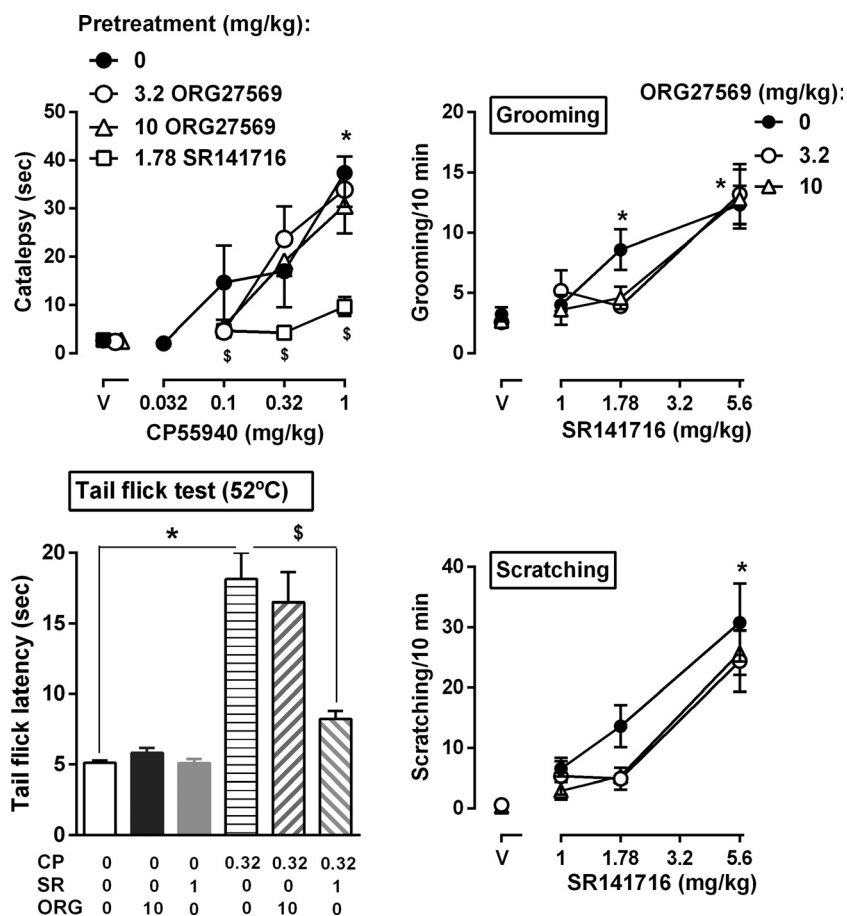 Pretreatment (mg/kg):
0
3.2 ORG27569
10 ORG27569
1.78 SR141716
50
40
30
20
10
0
Catalepsy (sec)
*
$ $ $
V 0.032 0.1 0.32 1
CP55940 (mg/kg)
ORG27569 (mg/kg):
0
3.2
10
Grooming
20
15
10
5
0
Grooming/10 min
* *
V 1 1.78 3.2 5.6
SR141716 (mg/kg)
Tail flick test (52ºC)
* $
20
15
10
5
0
Tail flick latency (sec)
CP 0 0 0 0.32 0.32 0.32
SR 0 0 1 0 0 1
ORG 0 10 0 0 10 0
Scratching
40
30
20
10
0
Scratching/10 min
*
V 1 1.78 3.2 5.6
SR141716 (mg/kg)